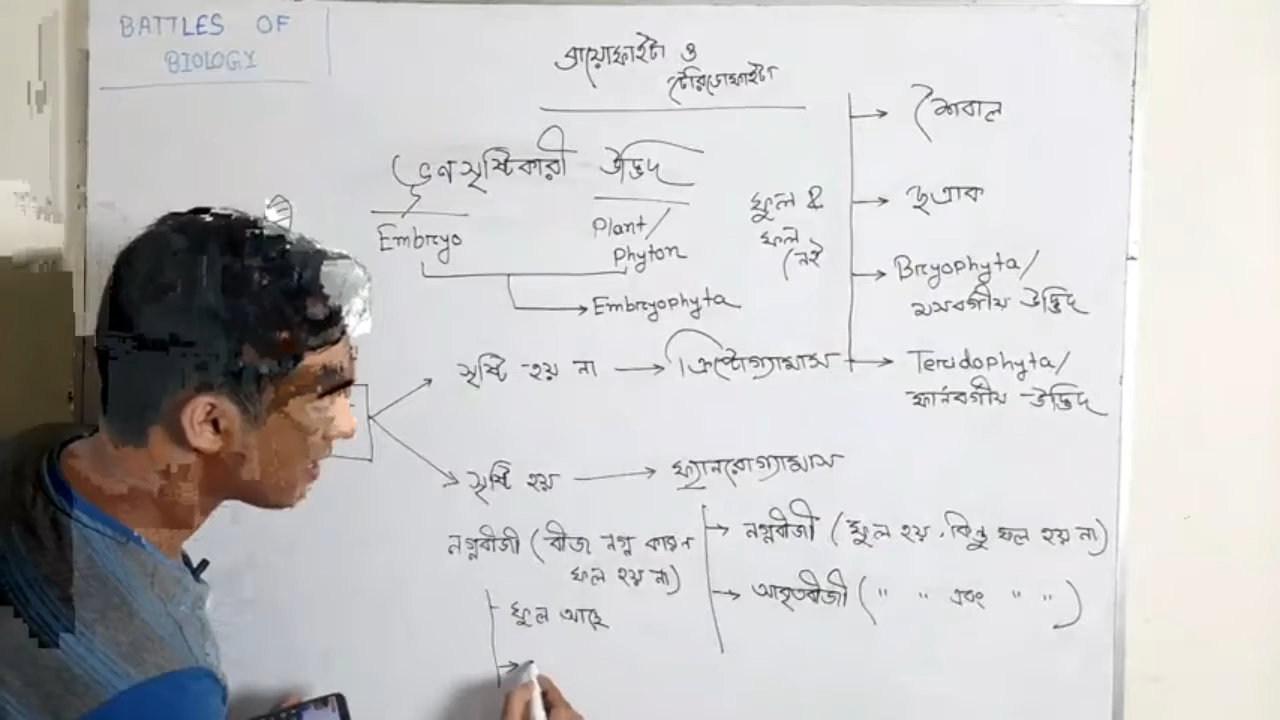 BATTLES OF
BIOLOGY
ব্রায়োফাইটা ও
টেরিডোফাইটা
ভ্রূণ সৃষ্টিকারী উদ্ভিদ
Embryo
Plant/
Phyton
Embryophyta
ফুল &
ফল
নেই
শৈবাল
ছত্রাক
Bryophyta/
মসবর্গীয় উদ্ভিদ
Teridophyta/
ফার্নবর্গীয় উদ্ভিদ
সৃষ্টি হয় না → ক্রিপ্টোগ্যামাস
সৃষ্টি হয় → ফ্যানরোগ্যামাস
নগ্নবীজী (ফুল হয়, কিন্তু ফল হয় না)
আবৃতবীজী (" " এবং " ")
নগ্নবীজী (বীজ নগ্ন কারণ
ফল হয় না)
ফুল আছে